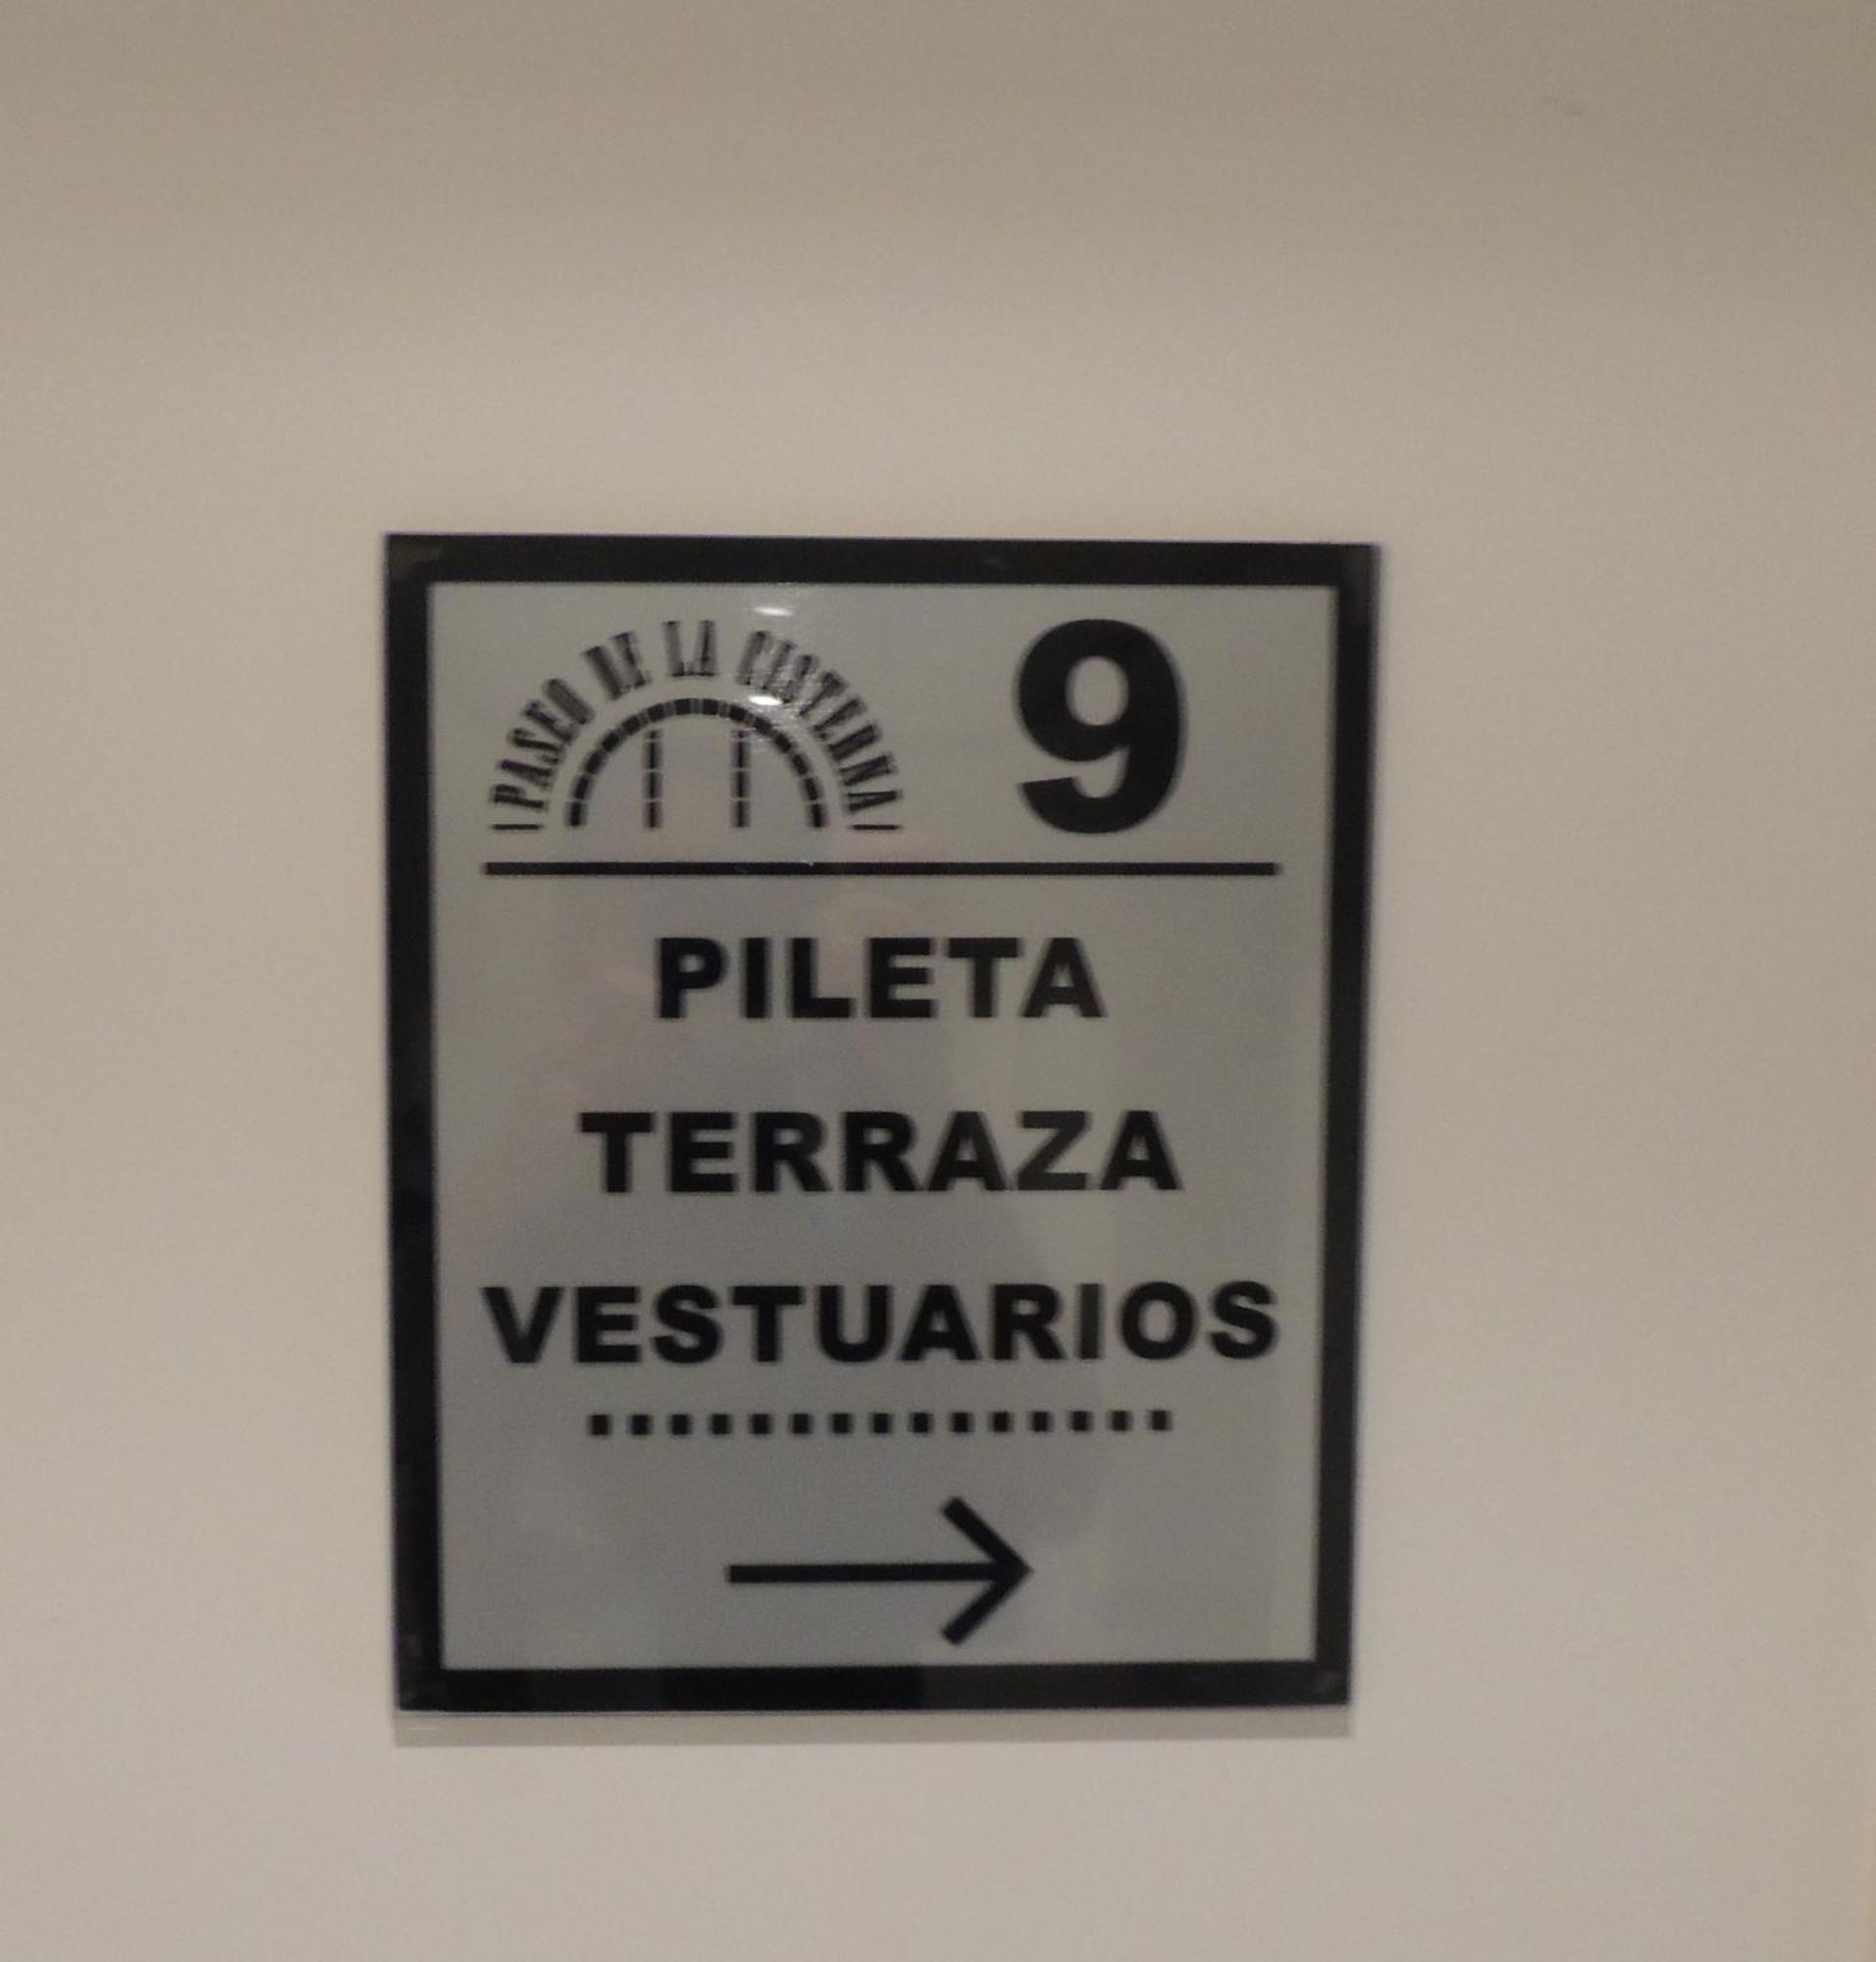 PASEO DE LA CISTERNA
9
PILETA
TERRAZA
VESTUARIOS